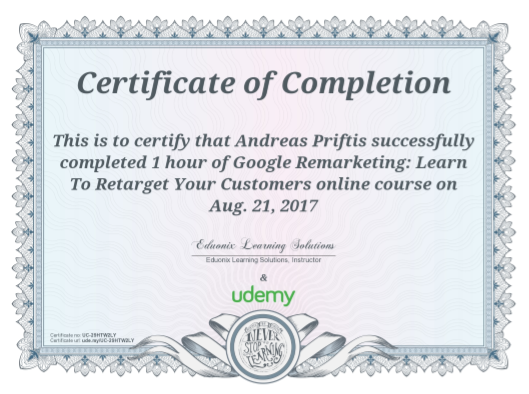 Certificate of Completion
This is to certify that Andreas Priftis successfully
completed 1 hour of Google Remarketing: Learn
To Retarget Your Customers online course on
Aug. 21, 2017
Eduonix Learning Solutions
Eduonix Learning Solutions, Instructor
&
udemy
Certificate no: UC-29HTWI2LY
Certificate url: ude.my/UC-29HTWI2LY
NEVER
STOP
LEARNING